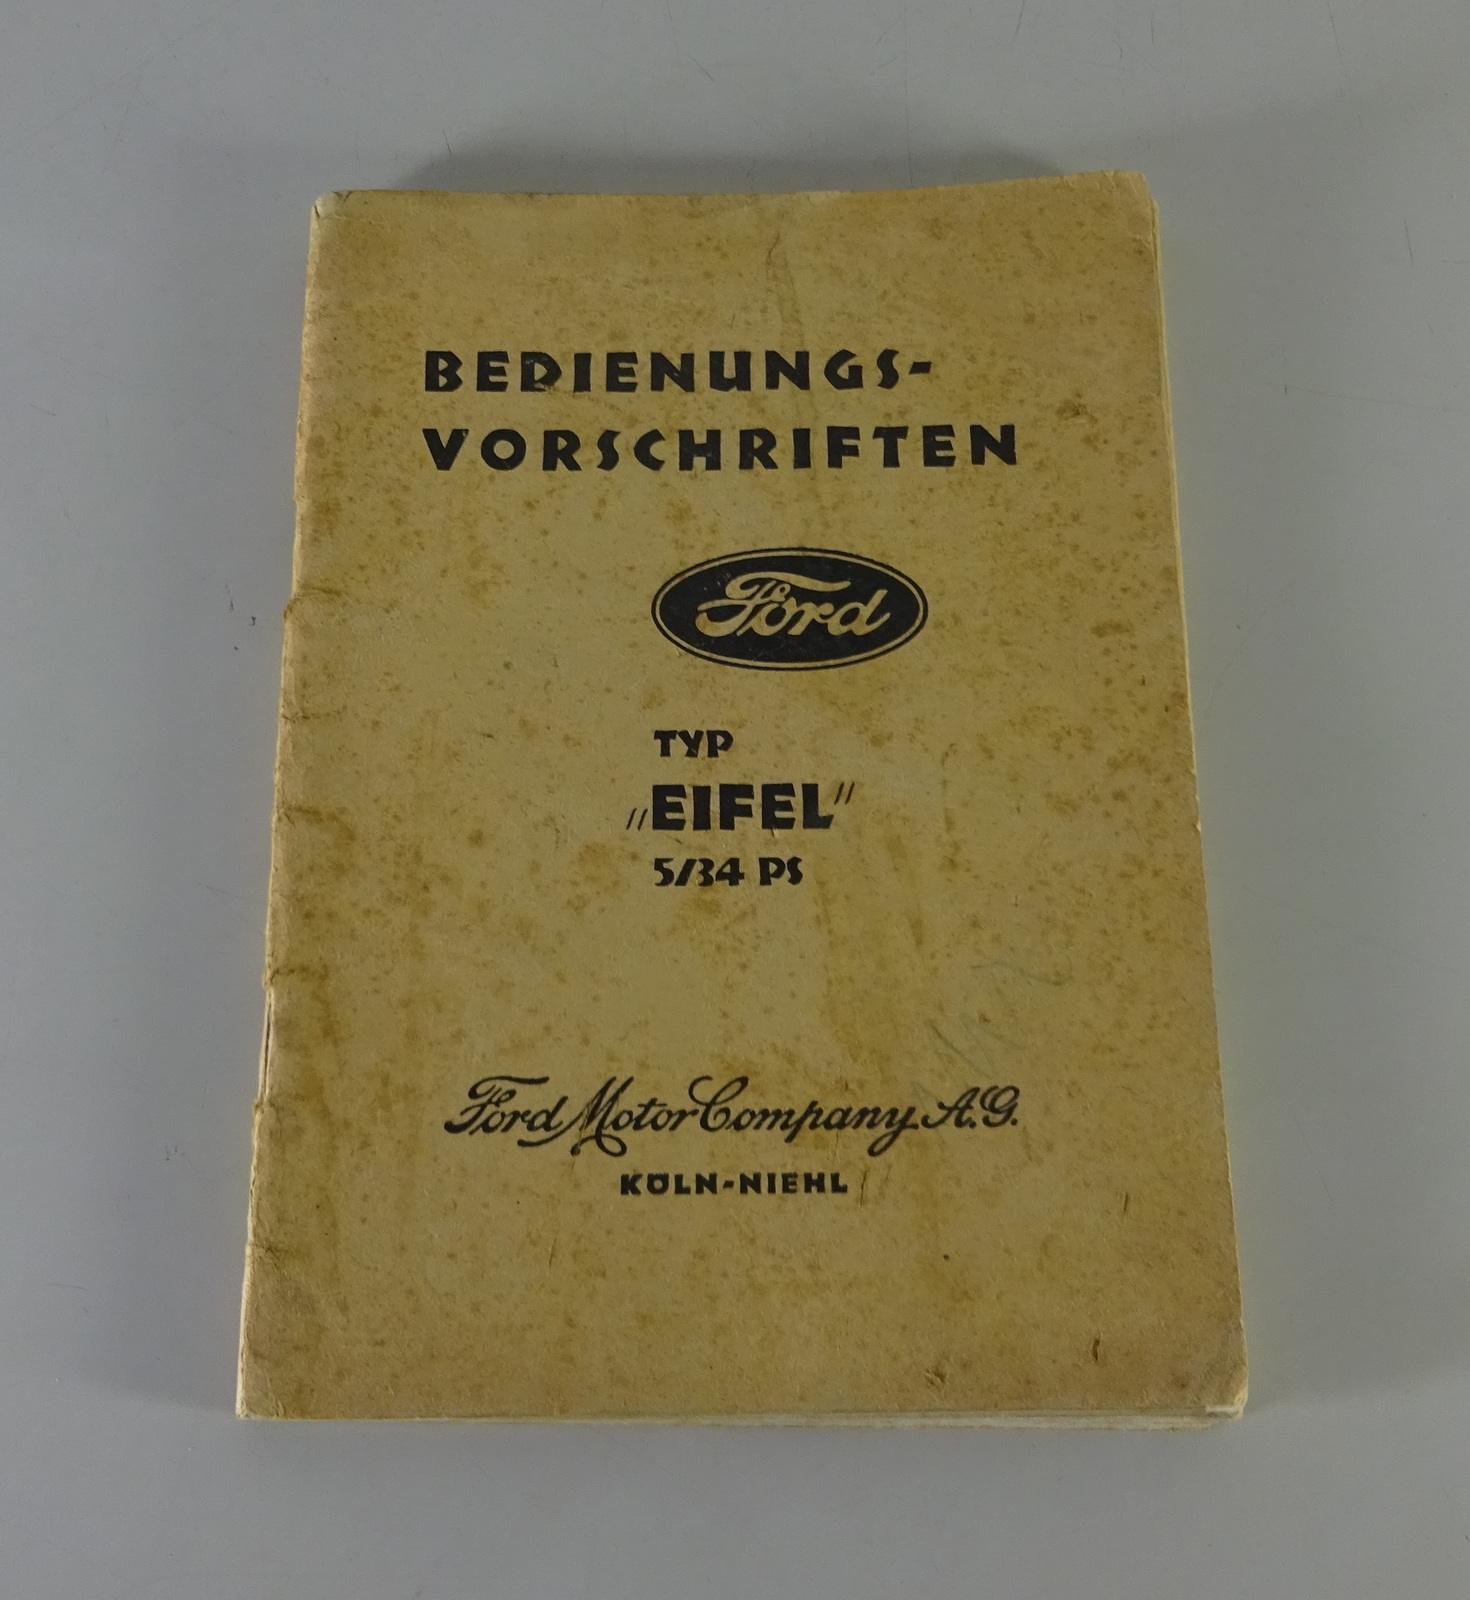 BEDIENUNGS-
VORSCHRIFTEN
Ford
TYP
„EIFEL”
5/34 PS
Ford Motor Company A.G.
KÖLN-NIEHL